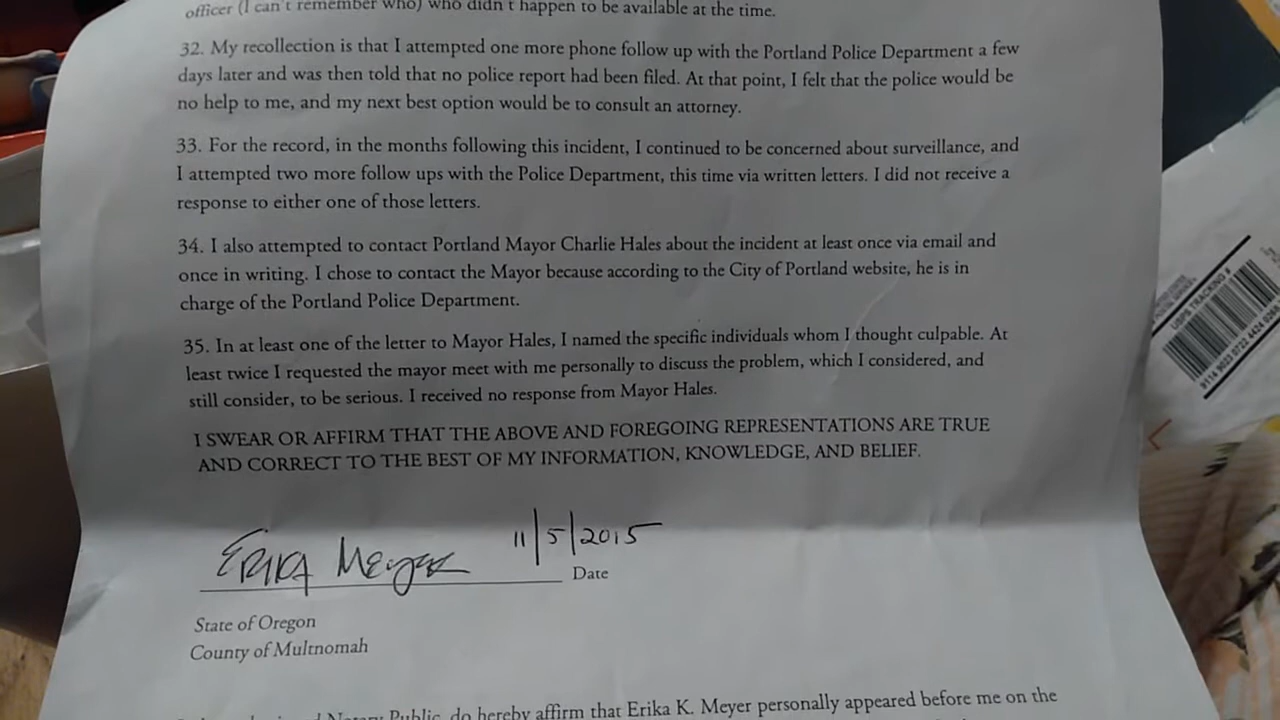 officer (I can't remember who) who didn't happen to be available at the time.
32. My recollection is that I attempted one more phone follow up with the Portland Police Department a few
days later and was then told that no police report had been filed. At that point, I felt that the police would be
no help to me, and my next best option would be to consult an attorney.
33. For the record, in the months following this incident, I continued to be concerned about surveillance, and
I attempted two more follow ups with the Police Department, this time via written letters. I did not receive a
response to either one of those letters.
34. I also attempted to contact Portland Mayor Charlie Hales about the incident at least once via email and
once in writing. I chose to contact the Mayor because according to the City of Portland website, he is in
charge of the Portland Police Department.
35. In at least one of the letter to Mayor Hales, I named the specific individuals whom I thought culpable. At
least twice I requested the mayor meet with me personally to discuss the problem, which I considered, and
still consider, to be serious. I received no response from Mayor Hales.
I SWEAR OR AFFIRM THAT THE ABOVE AND FOREGOING REPRESENTATIONS ARE TRUE
AND CORRECT TO THE BEST OF MY INFORMATION, KNOWLEDGE, AND BELIEF.
Erika Meyer 11/5/2015
Date
State of Oregon
County of Multnomah
Notary Public, do hereby affirm that Erika K. Meyer personally appeared before me on the
USPS TRACKING #